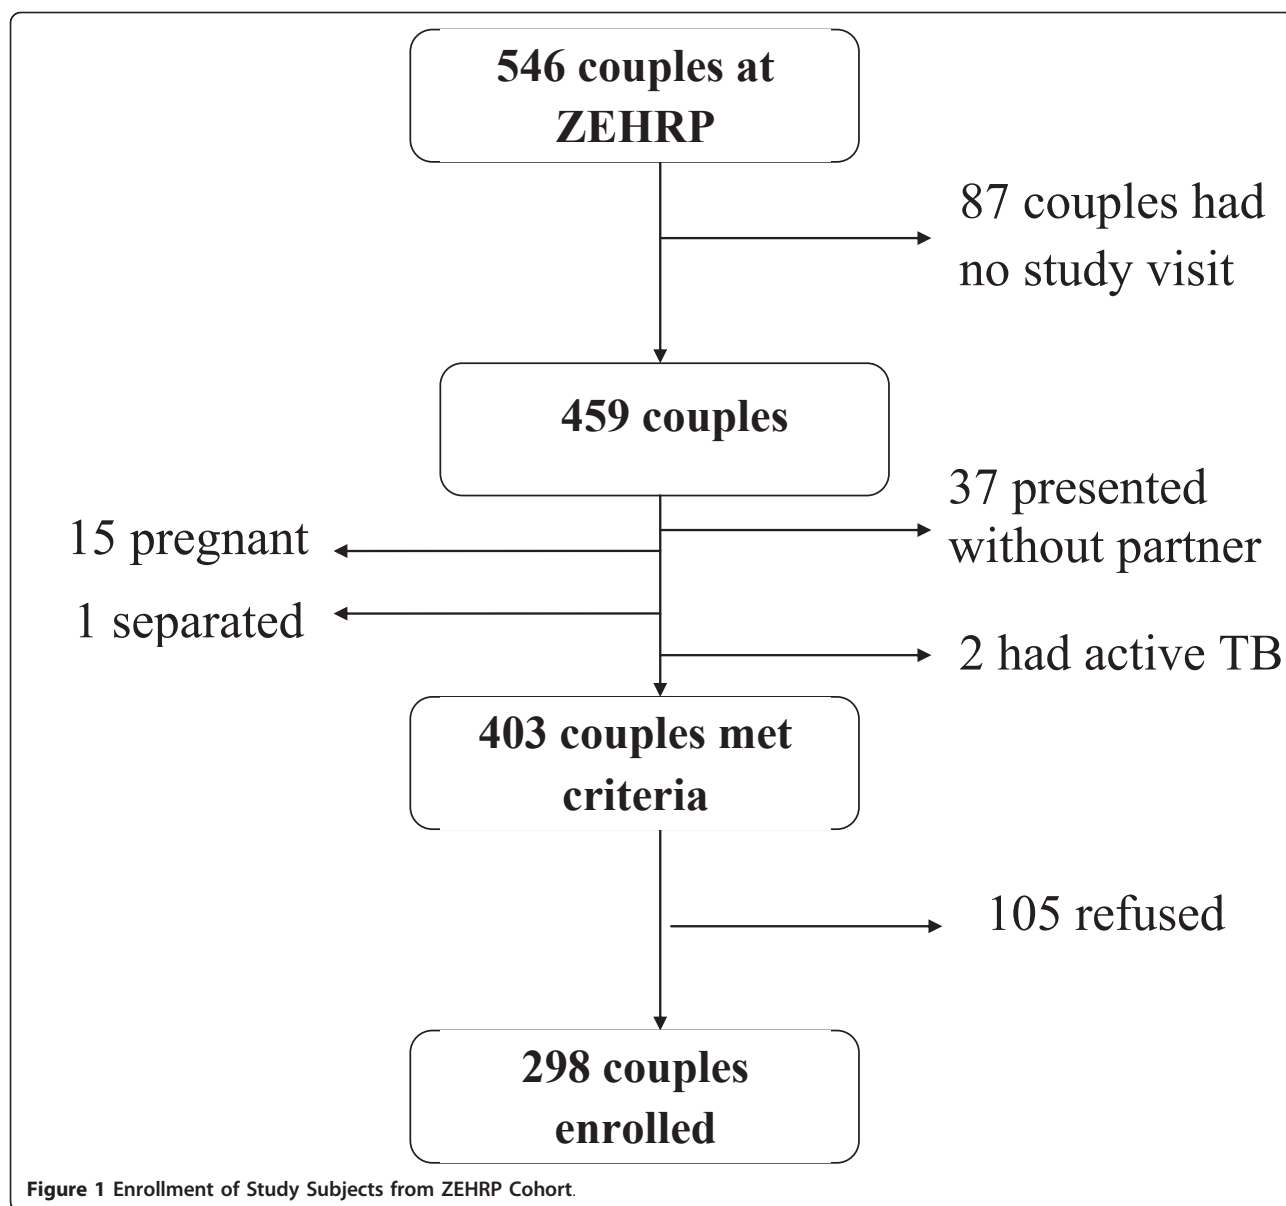 546 couples at
ZEHRP
87 couples had
no study visit
459 couples
37 presented
without partner
15 pregnant
1 separated
2 had active TB
403 couples met
criteria
105 refused
298 couples
enrolled
Figure 1 Enrollment of Study Subjects from ZEHRP Cohort.